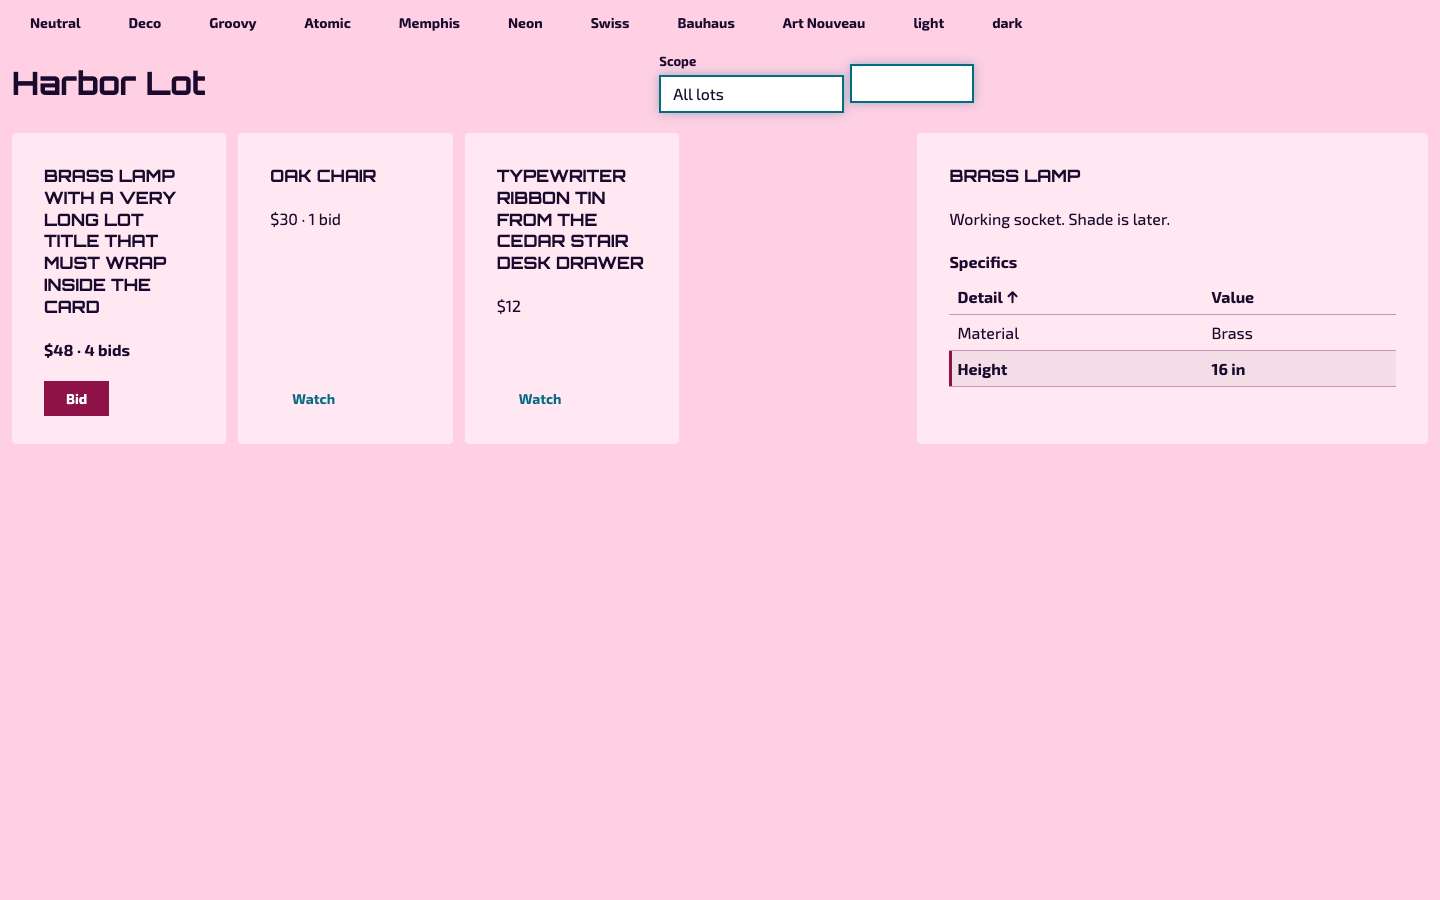 Neutral Deco Groovy Atomic Memphis Neon Swiss Bauhaus Art Nouveau light dark
Harbor Lot
Scope
All lots
BRASS LAMP
WITH A VERY
LONG LOT
TITLE THAT
MUST WRAP
INSIDE THE
CARD
$48 · 4 bids
Bid
OAK CHAIR
$30 · 1 bid
Watch
TYPEWRITER
RIBBON TIN
FROM THE
CEDAR STAIR
DESK DRAWER
$12
Watch
BRASS LAMP
Working socket. Shade is later.
Specifics
Detail ↑ Value
Material Brass
Height 16 in